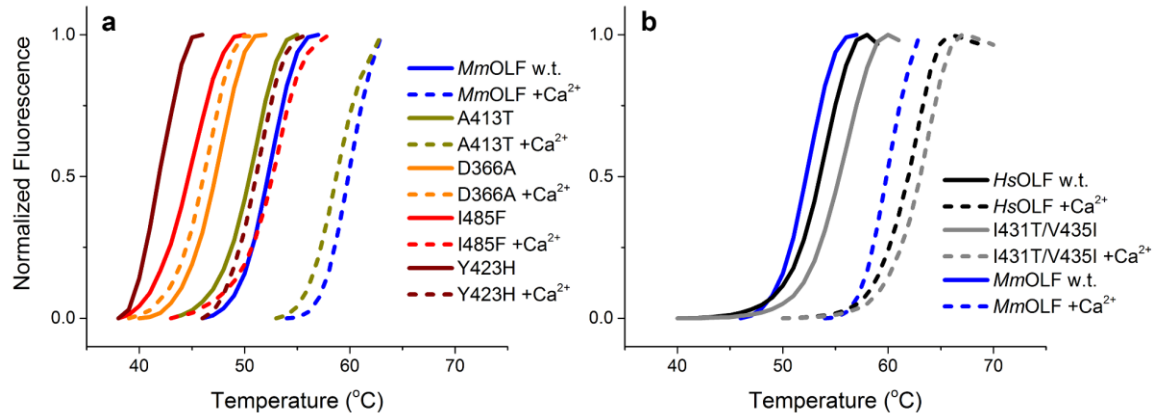 a
Normalized Fluorescence
1.0
0.5
0.0
40 50 60 70
Temperature (°C)
MmOLF w.t.
MmOLF +Ca²⁺
A413T
A413T +Ca²⁺
D366A
D366A +Ca²⁺
I485F
I485F +Ca²⁺
Y423H
Y423H +Ca²⁺
b
1.0
0.5
0.0
40 50 60 70
Temperature (°C)
HsOLF w.t.
HsOLF +Ca²⁺
I431T/V435I
I431T/V435I +Ca²⁺
MmOLF w.t.
MmOLF +Ca²⁺